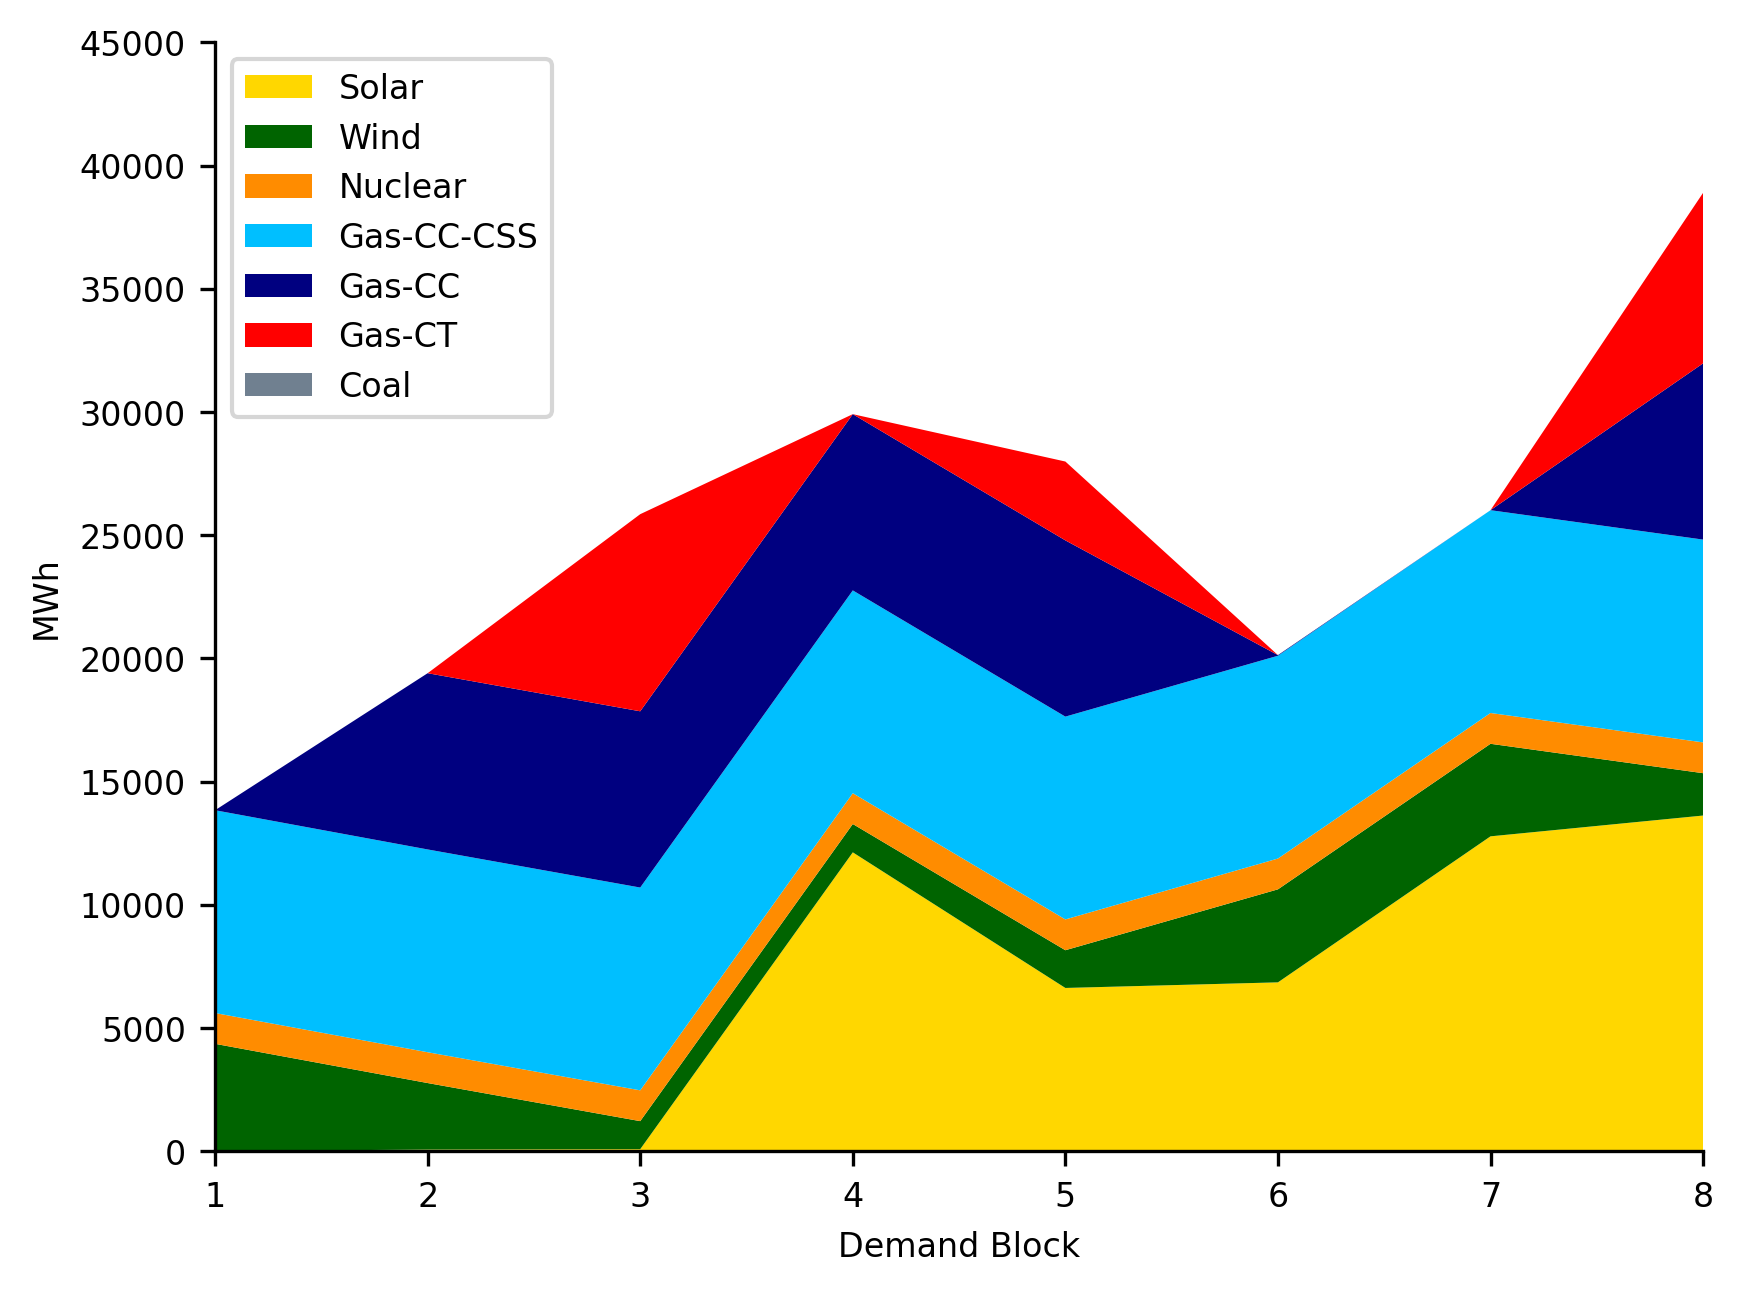 45000
40000
35000
30000
25000
20000
15000
10000
5000
0
MWh
Solar
Wind
Nuclear
Gas-CC-CSS
Gas-CC
Gas-CT
Coal
1 2 3 4 5 6 7 8
Demand Block